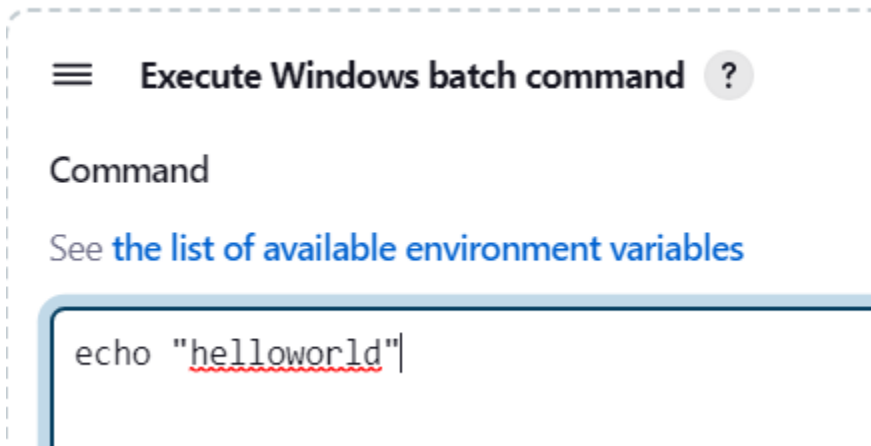 Execute Windows batch command ?
Command
See the list of available environment variables
echo "helloworld"